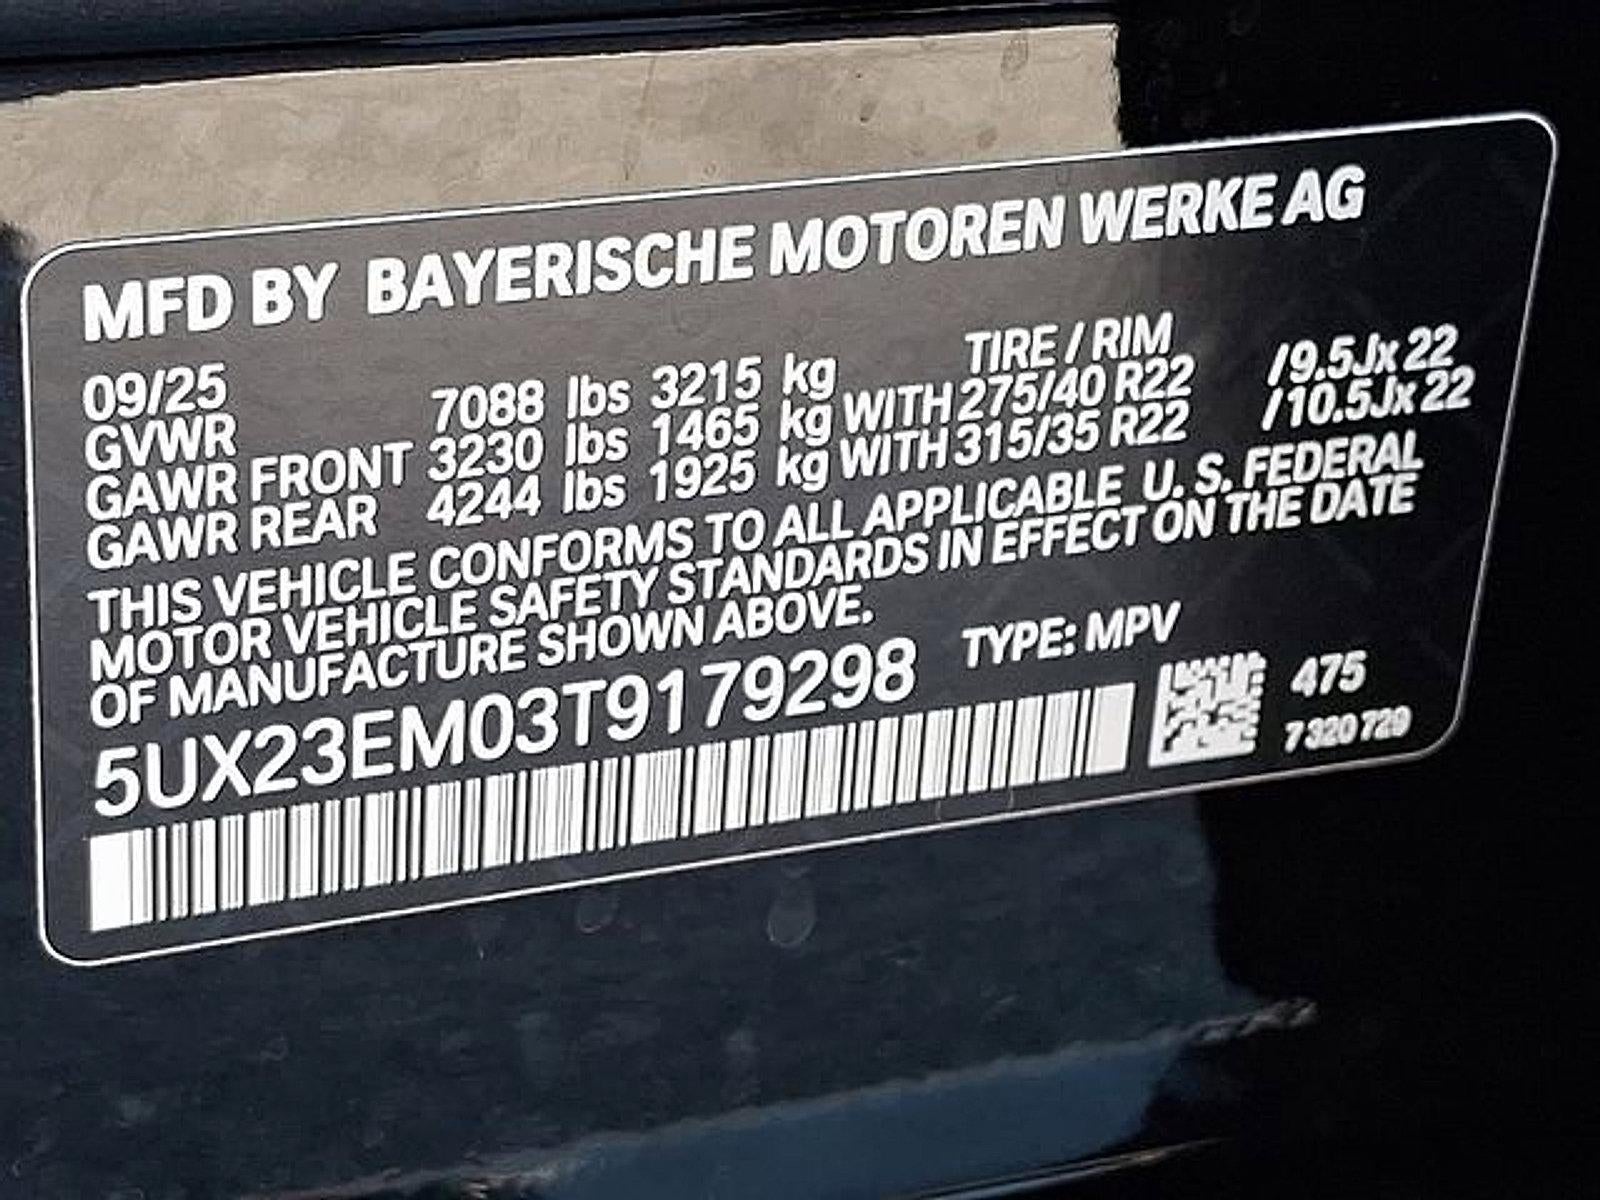 MFD BY BAYERISCHE MOTOREN WERKE AG
09/25 TIRE / RIM
GVWR 7088 lbs 3215 kg
GAWR FRONT 3230 lbs 1465 kg WITH 275/40 R22 /9.5Jx 22
GAWR REAR 4244 lbs 1925 kg WITH 315/35 R22 /10.5Jx 22
THIS VEHICLE CONFORMS TO ALL APPLICABLE U. S. FEDERAL
MOTOR VEHICLE SAFETY STANDARDS IN EFFECT ON THE DATE
OF MANUFACTURE SHOWN ABOVE.
5UX23EM03T9179298 TYPE: MPV
475
7 320 729